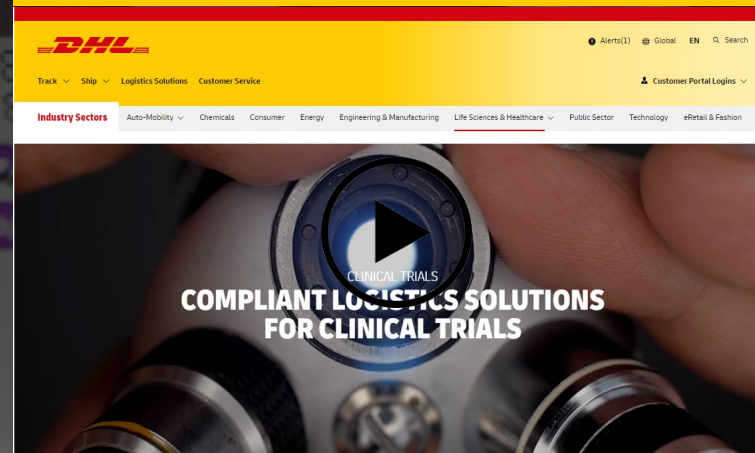 DHL
Alerts(1) Global EN Search
Track Ship Logistics Solutions Customer Service
Customer Portal Logins
Industry Sectors Auto-Mobility Chemicals Consumer Energy Engineering & Manufacturing Life Sciences & Healthcare Public Sector Technology eRetail & Fashion
CLINICAL TRIALS
COMPLIANT LOGISTICS SOLUTIONS
FOR CLINICAL TRIALS